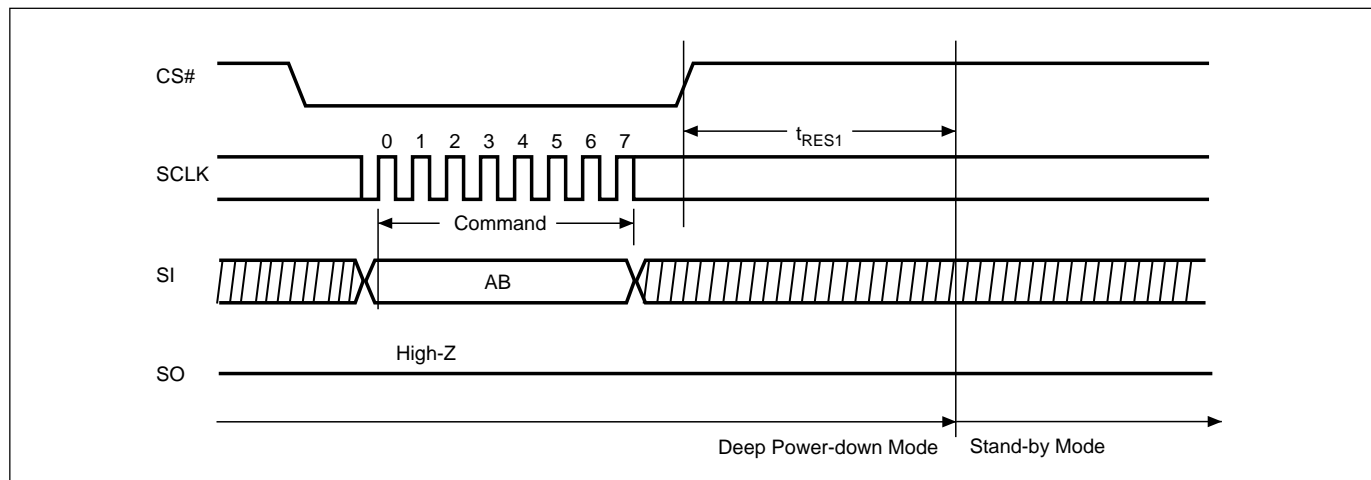 CS#
tRES1
0 1 2 3 4 5 6 7
SCLK
Command
SI
AB
High-Z
SO
Deep Power-down Mode Stand-by Mode